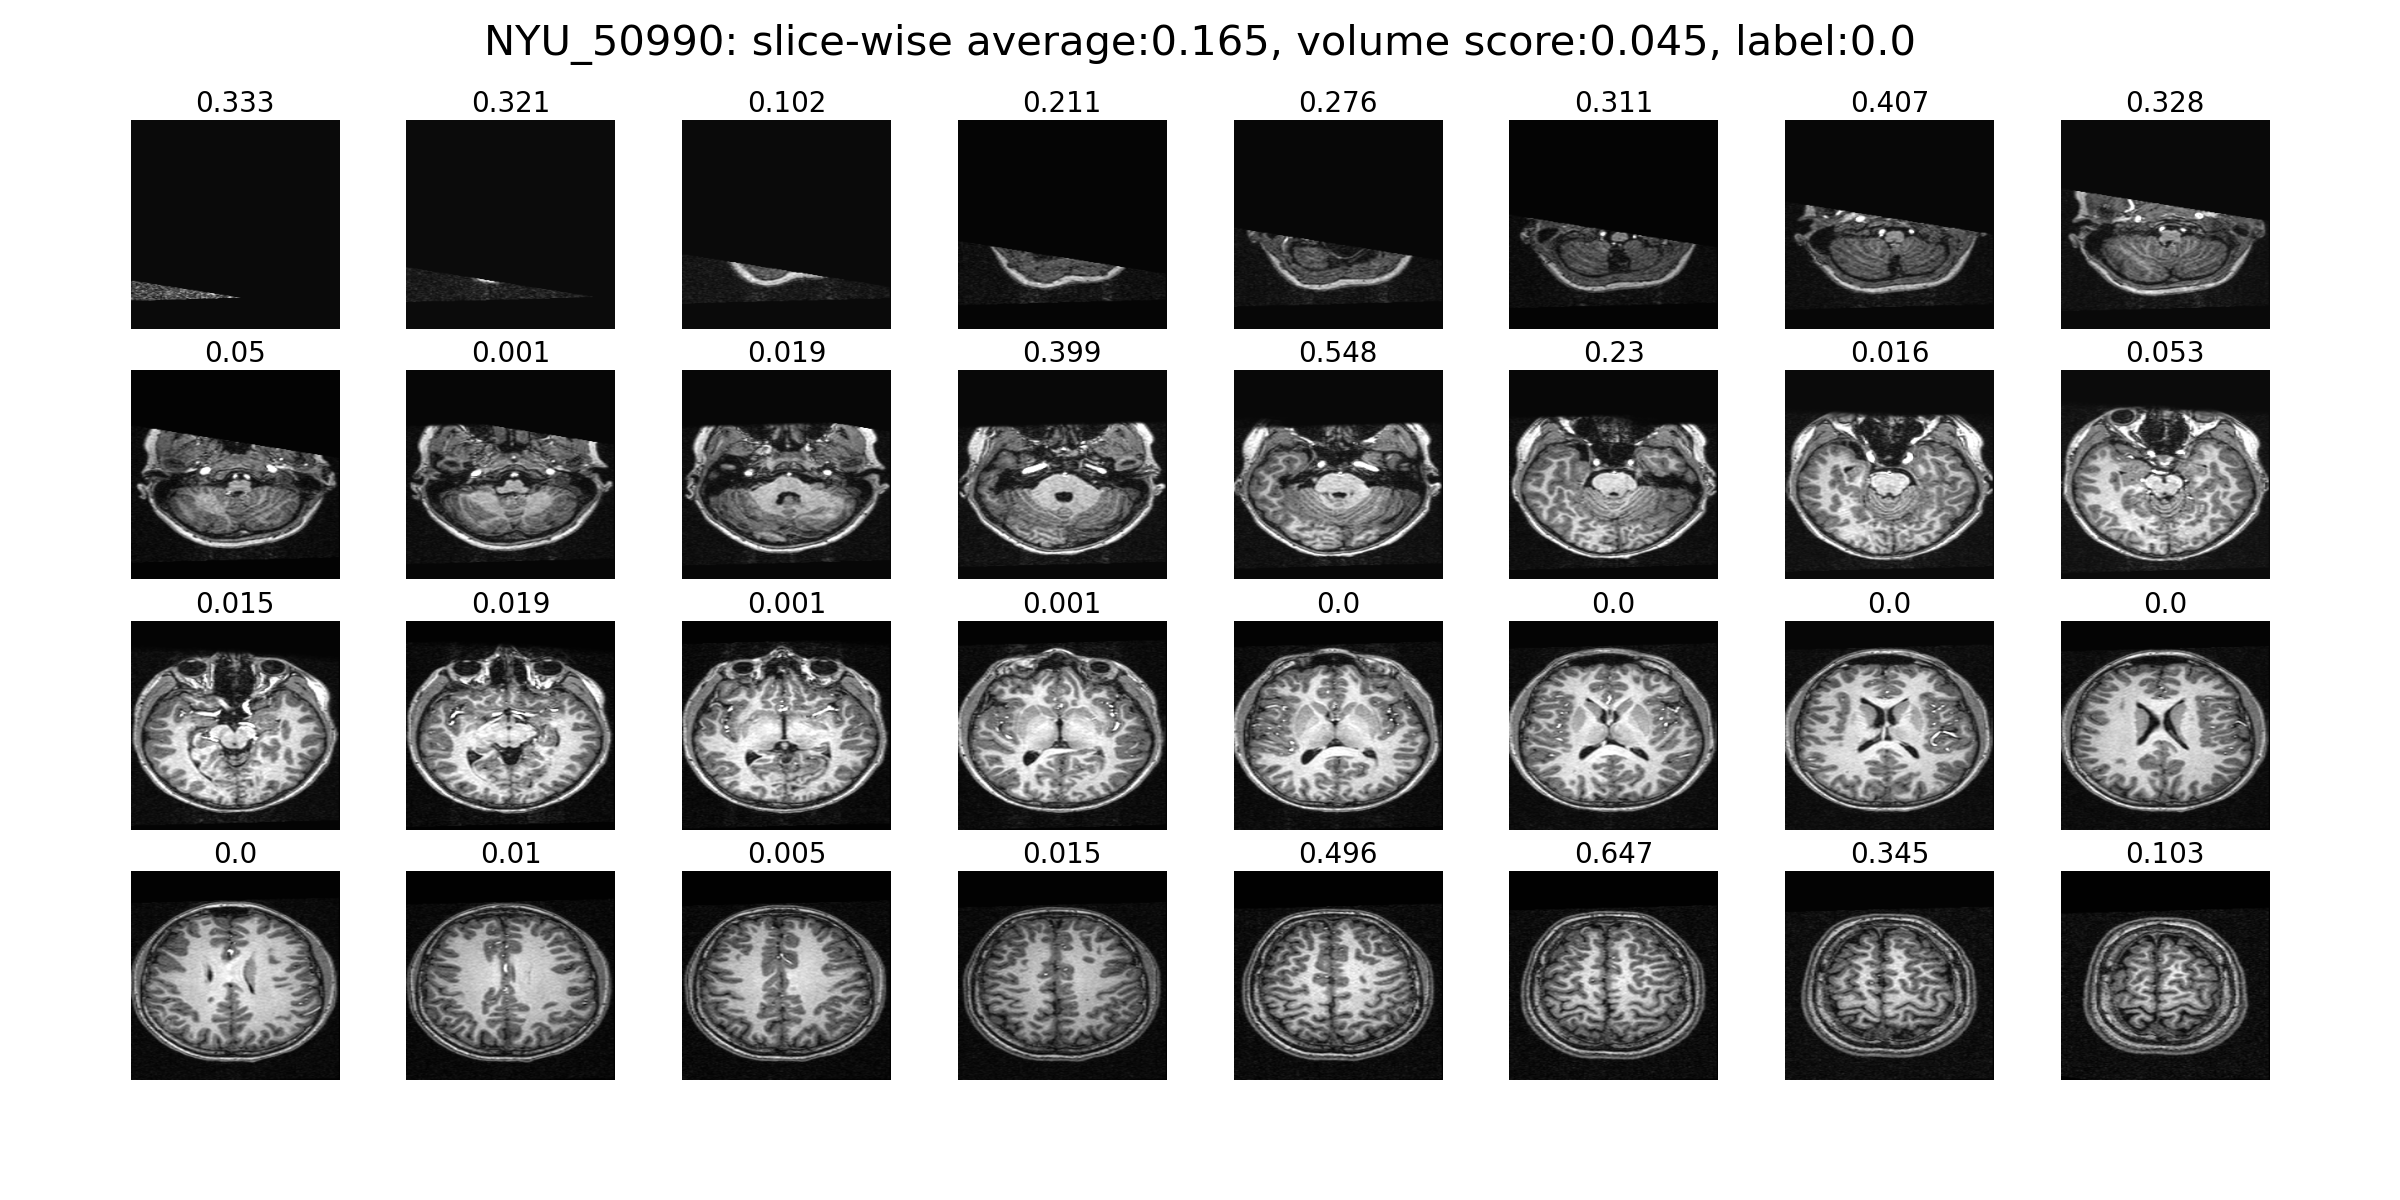 NYU_50990: slice-wise average:0.165, volume score:0.045, label:0.0
0.333 0.321 0.102 0.211 0.276 0.311 0.407 0.328
0.05 0.001 0.019 0.399 0.548 0.23 0.016 0.053
0.015 0.019 0.001 0.001 0.0 0.0 0.0 0.0
0.0 0.01 0.005 0.015 0.496 0.647 0.345 0.103